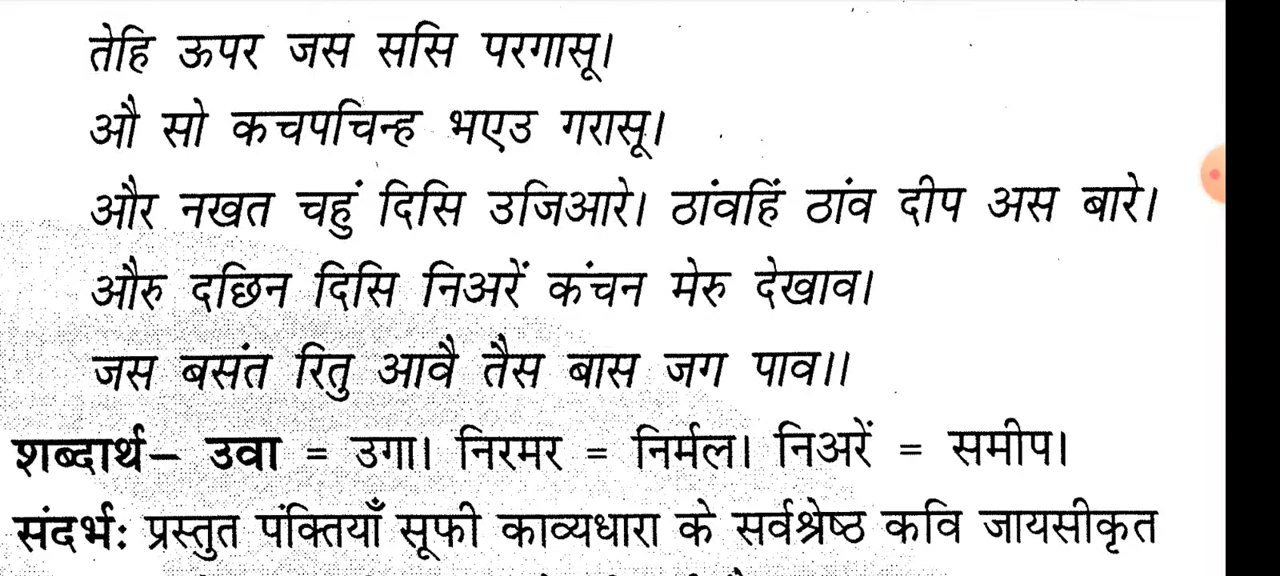 तेहि ऊपर जस ससि परगासू।
औ सो कचपचिन्ह भएउ गरासू।
और नखत चहुं दिसि उजिआरे। ठांवहिं ठांव दीप अस बारे।
औरु दछिन दिसि निअरें कंचन मेरु देखाव।
जस बसंत रितु आवै तैस बास जग पाव।।
शब्दार्थ– उवा = उगा। निरमर = निर्मल। निअरें = समीप।
संदर्भ: प्रस्तुत पंक्तियाँ सूफी काव्यधारा के सर्वश्रेष्ठ कवि जायसीकृत